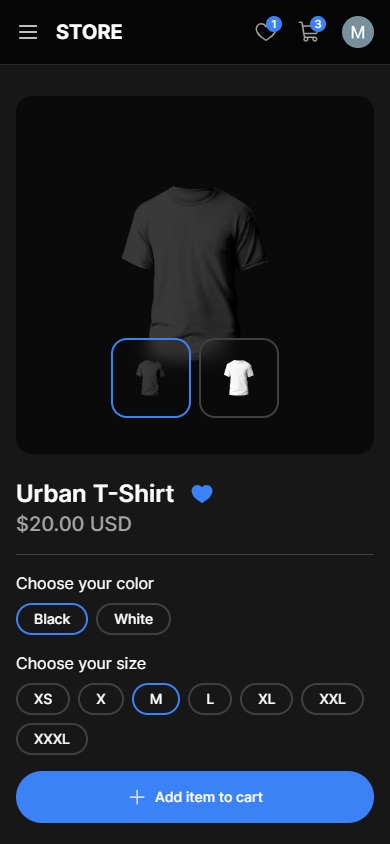 STORE 1 3 M
Urban T-Shirt
$20.00 USD
Choose your color
Black White
Choose your size
XS X M L XL XXL
XXXL
Add item to cart